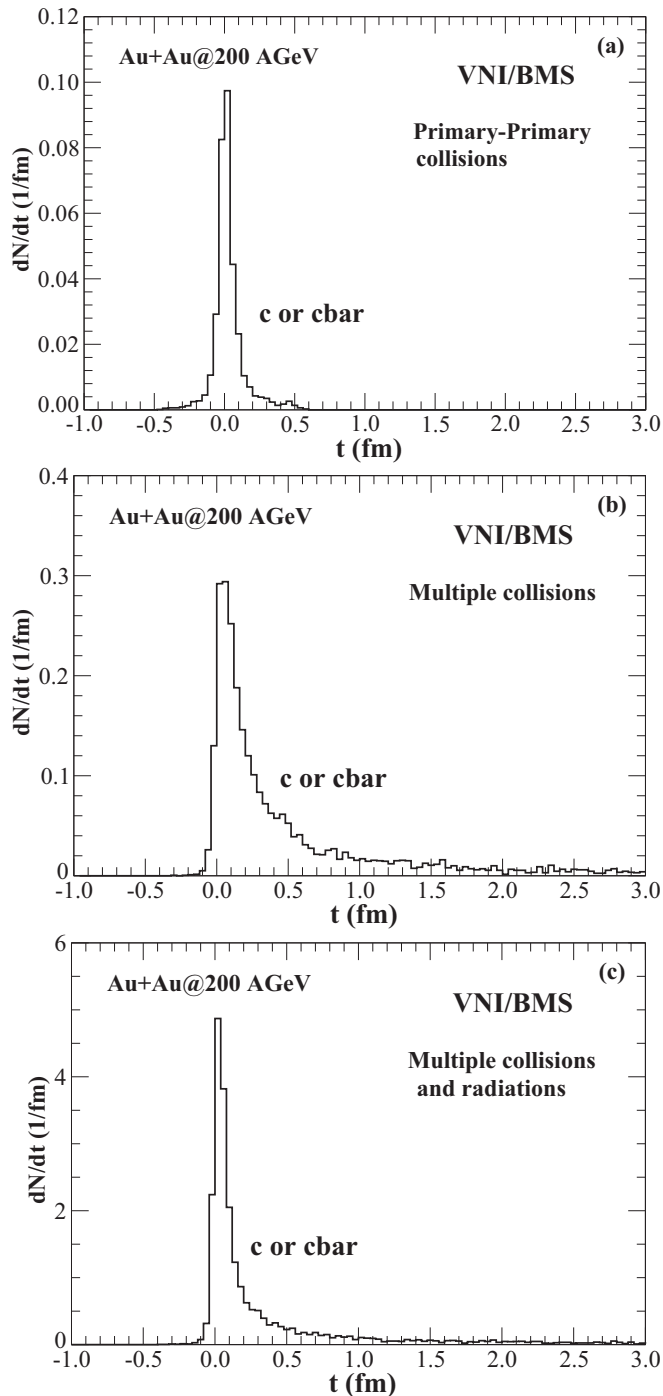 0.12
Au+Au@200 AGeV
(a)
VNI/BMS
0.10
Primary-Primary
collisions
0.08
dN/dt (1/fm)
0.06
0.04
c or cbar
0.02
0.00
-1.0 -0.5 0.0 0.5 1.0 1.5 2.0 2.5 3.0
t (fm)
0.4
Au+Au@200 AGeV
(b)
VNI/BMS
0.3
Multiple collisions
dN/dt (1/fm)
0.2
0.1
c or cbar
0
-1.0 -0.5 0.0 0.5 1.0 1.5 2.0 2.5 3.0
t (fm)
6
Au+Au@200 AGeV
(c)
VNI/BMS
Multiple collisions
and radiations
4
dN/dt (1/fm)
2
c or cbar
0
-1.0 -0.5 0.0 0.5 1.0 1.5 2.0 2.5 3.0
t (fm)